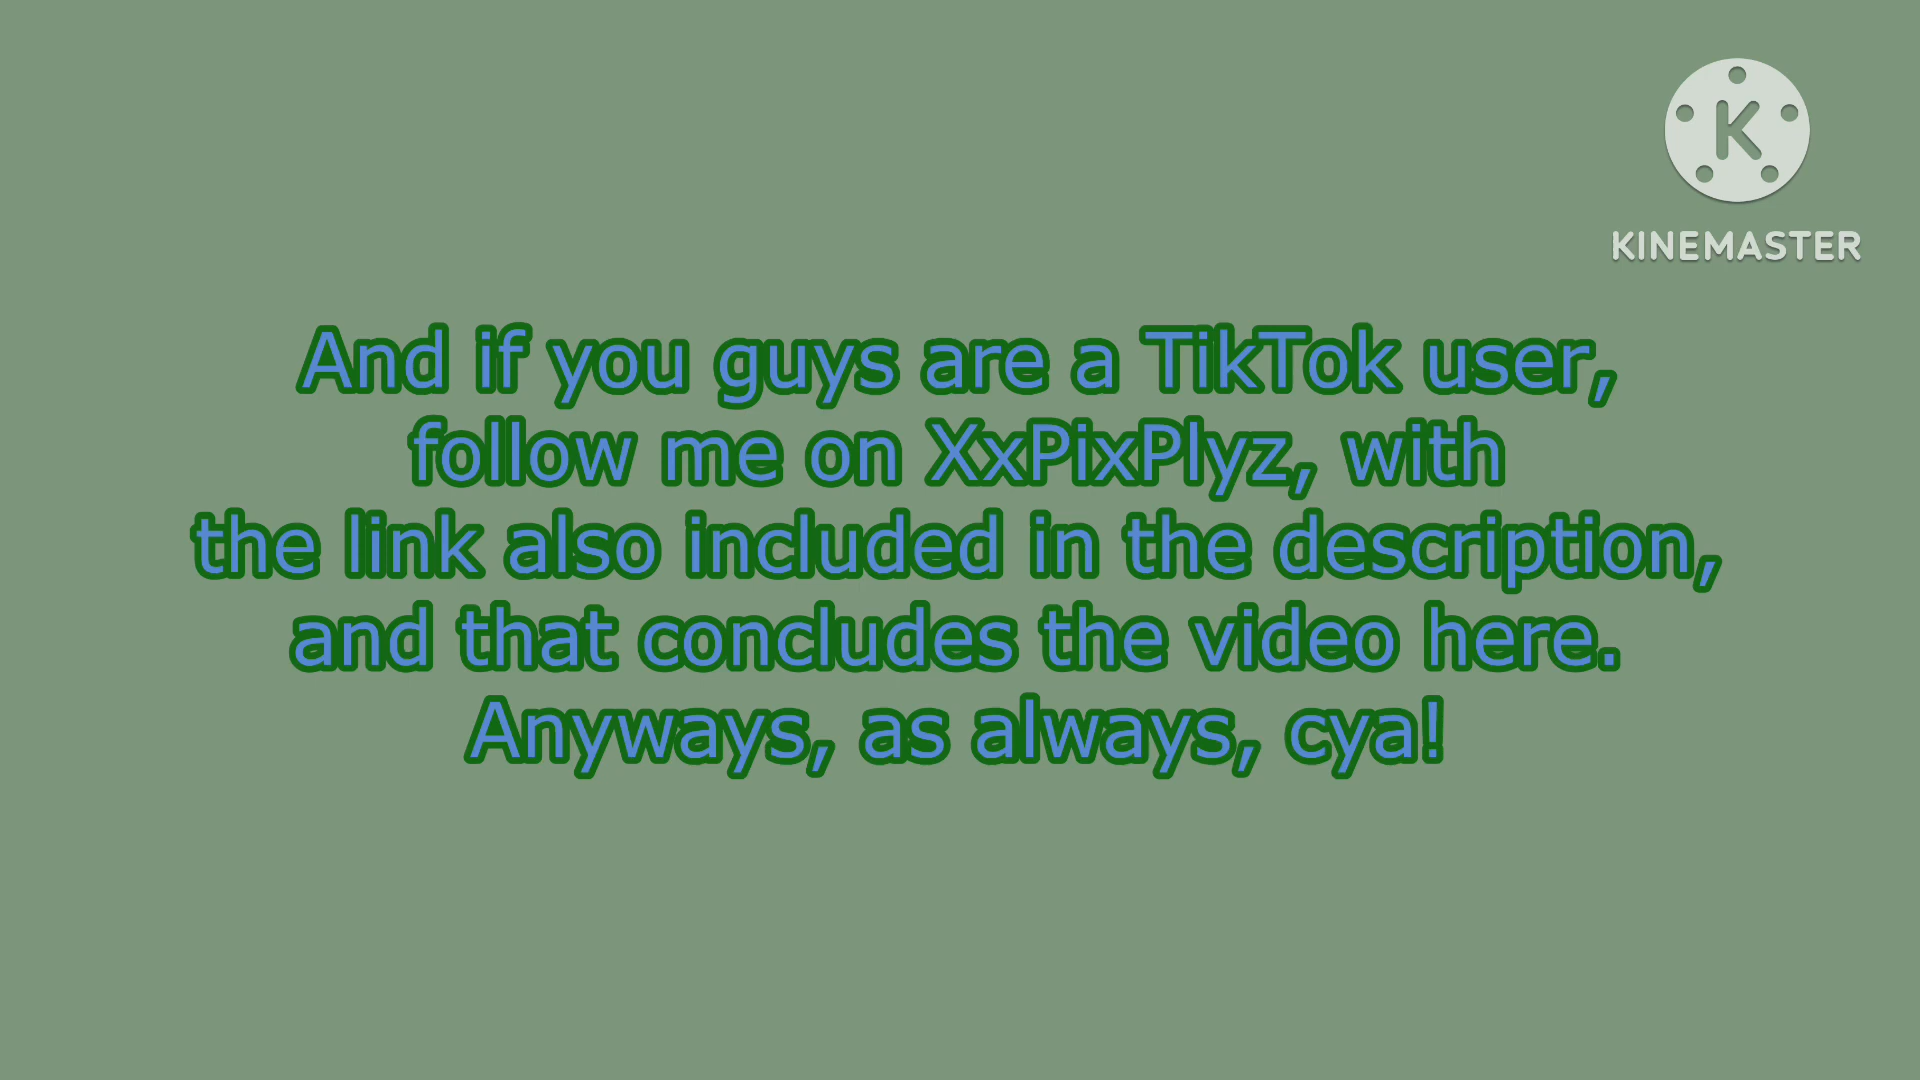 K
KINEMASTER
And if you guys are a TikTok user,
follow me on XxPixPlyz, with
the link also included in the description,
and that concludes the video here.
Anyways, as always, cya!